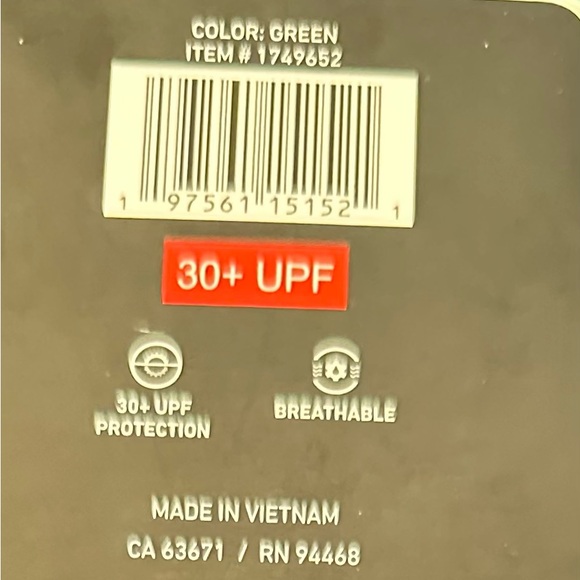 COLOR: GREEN
ITEM # 1749652
1 97561 15152 1
30+ UPF
30+ UPF
PROTECTION
BREATHABLE
MADE IN VIETNAM
CA 63671 / RN 94468